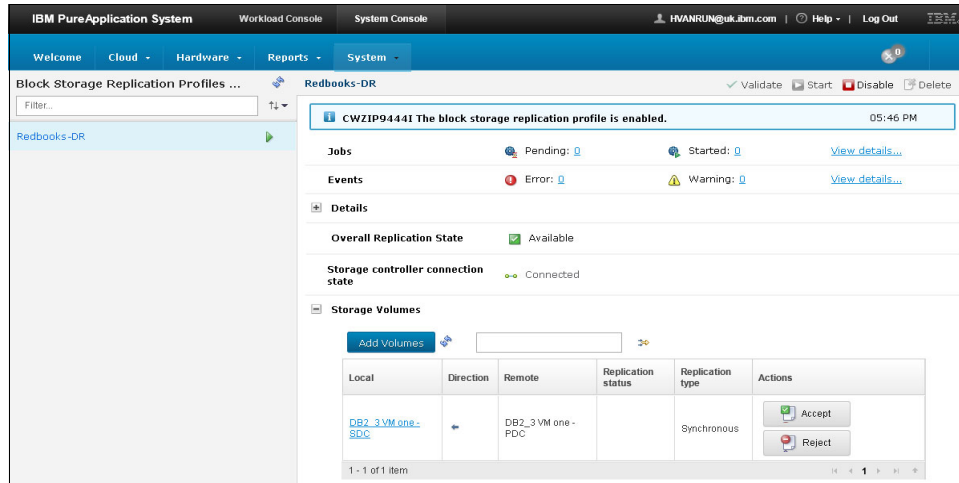 IBM PureApplication System Workload Console System Console HVANRUN@uk.ibm.com | Help | Log Out IBM
Welcome Cloud Hardware Reports System 0
Block Storage Replication Profiles ... Redbooks-DR Validate Start Disable Delete
Filter...
Redbooks-DR
CWZIP9444I The block storage replication profile is enabled. 05:46 PM
Jobs Pending: 0 Started: 0 View details...
Events Error: 0 Warning: 0 View details...
Details
Overall Replication State Available
Storage controller connection state Connected
Storage Volumes
Add Volumes
Local Direction Remote Replication status Replication type Actions
DB2_3 VM one - SDC DB2_3 VM one - PDC Synchronous Accept
Reject
1 - 1 of 1 item 1